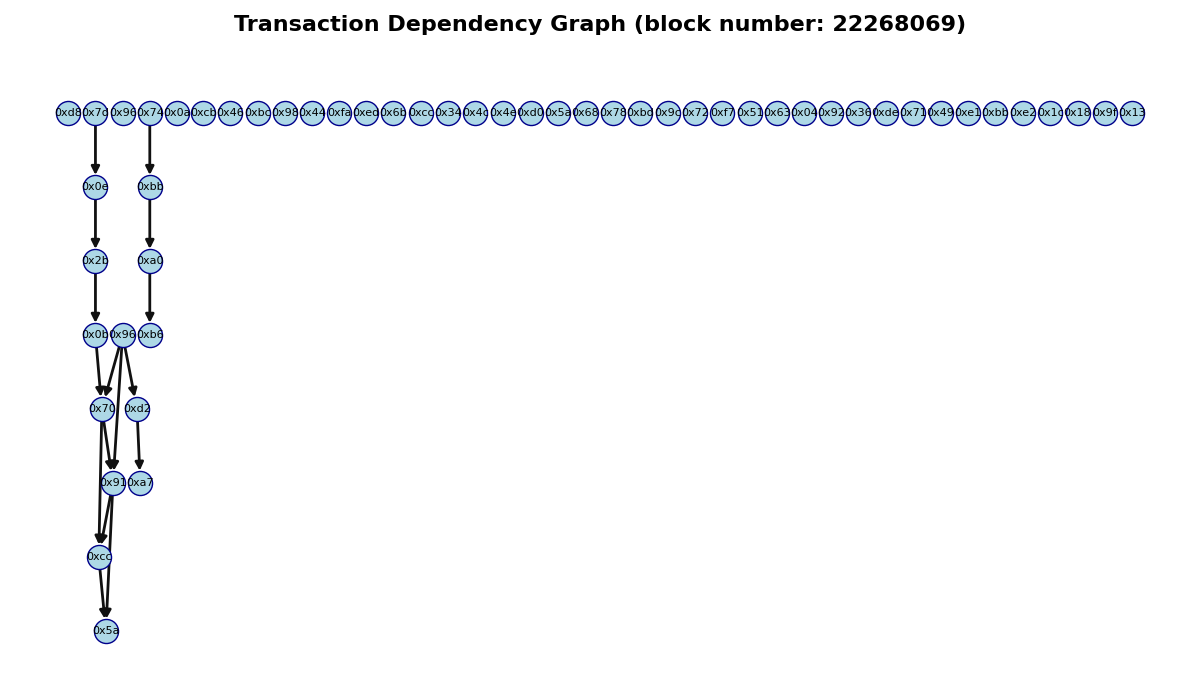 Transaction Dependency Graph (block number: 22268069)
0xd8 0x7d 0x96 0x74 0x0a 0xcb 0x46 0xbc 0x98 0x44 0xfa 0xed 0x6b 0xcc 0x34 0x4c 0x4e 0xd0 0x5a 0x68 0x78 0xbd 0x9c 0x72 0xf7 0x51 0x63 0x04 0x92 0x36 0xde 0x71 0x49 0xe1 0xbb 0xe2 0x1c 0x18 0x9f 0x13
0x0e 0xbb
0x2b 0xa0
0x0b 0x96 0xb6
0x70 0xd2
0x91 0xa7
0xcc
0x5a